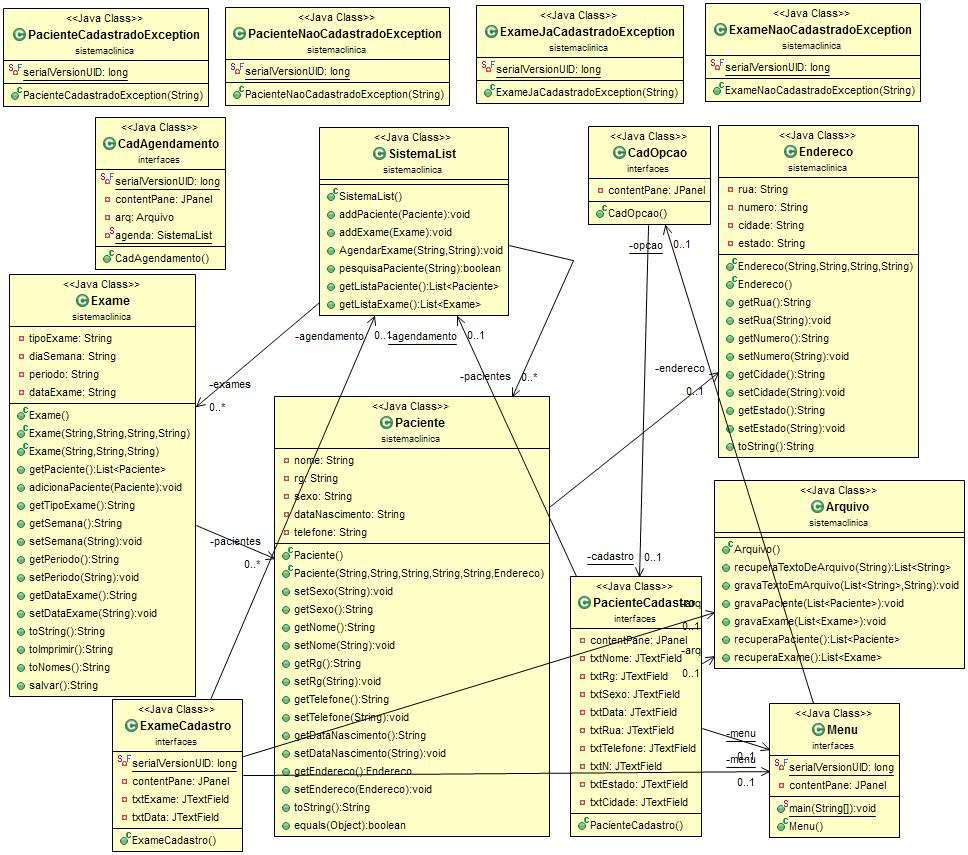 <<Java Class>>
PacienteCadastradoException
sistemaclinica
serialVersionUID: long
PacienteCadastradoException(String)
<<Java Class>>
PacienteNaoCadastradoException
sistemaclinica
serialVersionUID: long
PacienteNaoCadastradoException(String)
<<Java Class>>
ExameJaCadastradoException
sistemaclinica
serialVersionUID: long
ExameJaCadastradoException(String)
<<Java Class>>
ExameNaoCadastradoException
sistemaclinica
serialVersionUID: long
ExameNaoCadastradoException(String)
<<Java Class>>
CadAgendamento
interfaces
serialVersionUID: long
contentPane: JPanel
arq: Arquivo
agenda: SistemaList
CadAgendamento()
<<Java Class>>
SistemaList
sistemaclinica
SistemaList()
addPaciente(Paciente):void
addExame(Exame):void
AgendarExame(String,String):void
pesquisaPaciente(String):boolean
getListaPaciente():List<Paciente>
getListaExame():List<Exame>
<<Java Class>>
CadOpcao
interfaces
contentPane: JPanel
CadOpcao()
<<Java Class>>
Endereco
sistemaclinica
rua: String
numero: String
cidade: String
estado: String
Endereco(String,String,String,String)
Endereco()
getRua():String
setRua(String):void
getNumero():String
setNumero(String):void
getCidade():String
setCidade(String):void
getEstado():String
setEstado(String):void
toString():String
-opcao
0..1
-agendamento
0..1
-agendamento
0..1
-exames
0..*
-pacientes
0..*
-endereco
0..1
<<Java Class>>
Exame
sistemaclinica
tipoExame: String
diaSemana: String
periodo: String
dataExame: String
Exame()
Exame(String,String,String,String)
Exame(String,String,String)
getPaciente():List<Paciente>
adicionaPaciente(Paciente):void
getTipoExame():String
getSemana():String
setSemana(String):void
getPeriodo():String
setPeriodo(String):void
getDataExame():String
setDataExame(String):void
toString():String
toImprimir():String
toNomes():String
salvar():String
-pacientes
0..*
<<Java Class>>
Paciente
sistemaclinica
nome: String
rg: String
sexo: String
dataNascimento: String
telefone: String
Paciente()
Paciente(String,String,String,String,String,Endereco)
setSexo(String):void
getSexo():String
getNome():String
setNome(String):void
getRg():String
setRg(String):void
getTelefone():String
setTelefone(String):void
getDataNascimento():String
setDataNascimento(String):void
getEndereco():Endereco
setEndereco(Endereco):void
toString():String
equals(Object):boolean
-cadastro
0..1
<<Java Class>>
Arquivo
sistemaclinica
Arquivo()
recuperaTextoDeArquivo(String):List<String>
gravaTextoEmArquivo(List<String>,String):void
gravaPaciente(List<Paciente>):void
gravaExame(List<Exame>):void
recuperaPaciente():List<Paciente>
recuperaExame():List<Exame>
<<Java Class>>
PacienteCadastro
interfaces
contentPane: JPanel
txtNome: JTextField
txtRg: JTextField
txtSexo: JTextField
txtData: JTextField
txtRua: JTextField
txtTelefone: JTextField
txtN: JTextField
txtEstado: JTextField
txtCidade: JTextField
PacienteCadastro()
-arq
0..1
-arq
0..1
-menu
0..1
-menu
0..1
<<Java Class>>
ExameCadastro
interfaces
serialVersionUID: long
contentPane: JPanel
txtExame: JTextField
txtData: JTextField
ExameCadastro()
<<Java Class>>
Menu
interfaces
serialVersionUID: long
contentPane: JPanel
main(String[]):void
Menu()